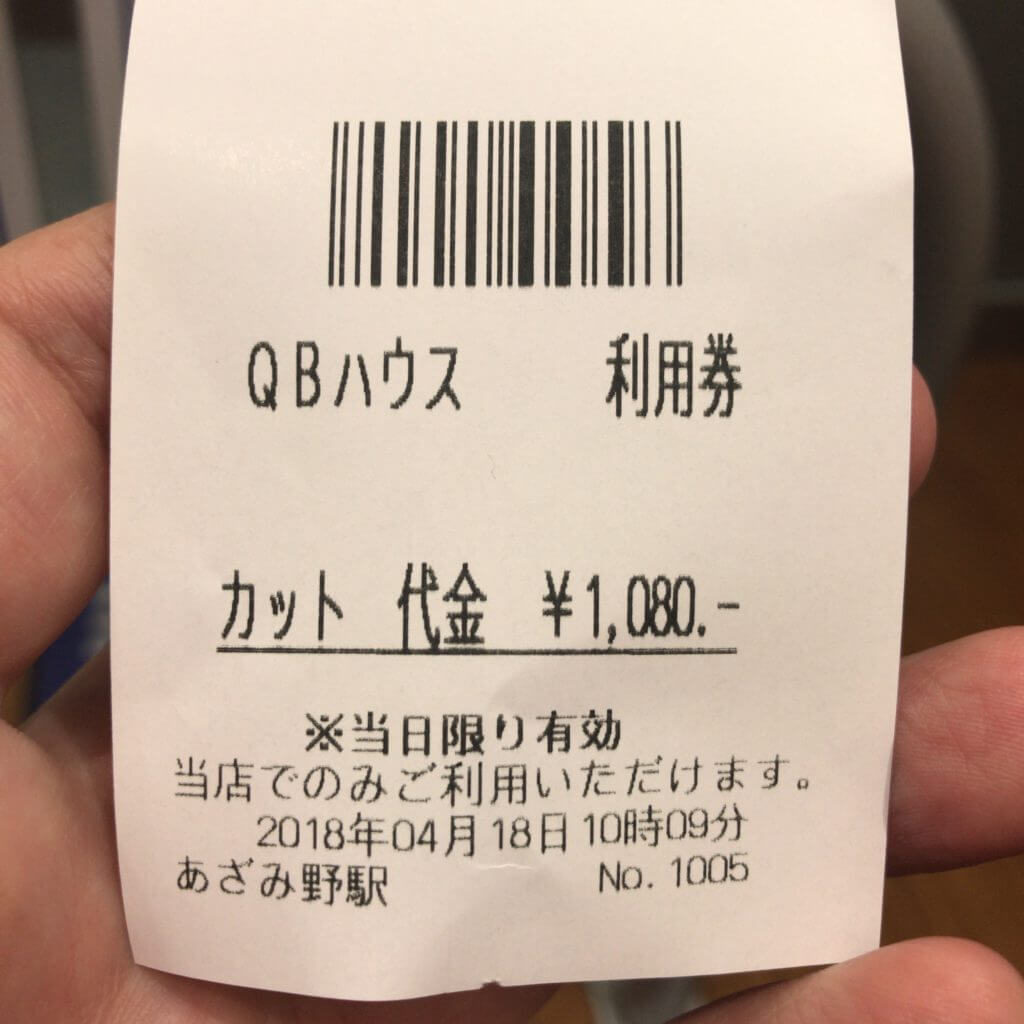 QBハウス 利用券
カット 代金 ¥1,080.-
※当日限り有効
当店でのみご利用いただけます。
2018年04月18日10時09分
あざみ野駅 No.1005